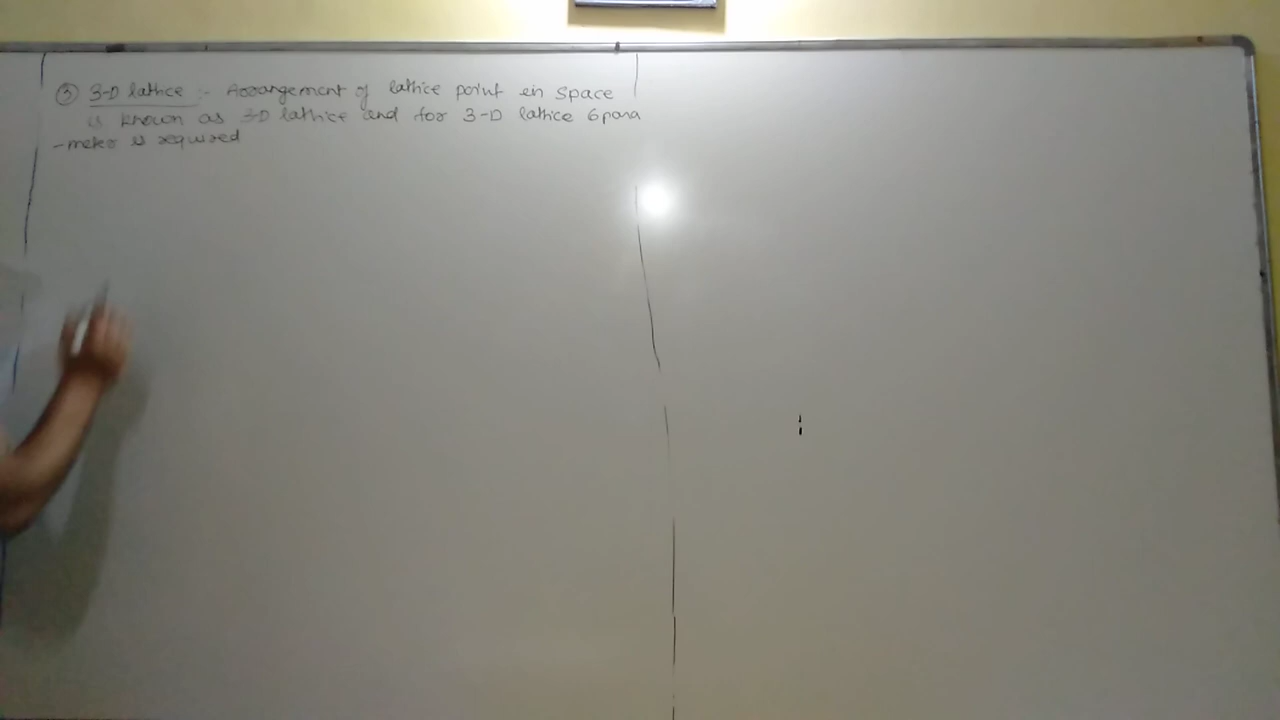 ③ 3-D lattice :- Arrangement of lattice point in space
is known as 3-D lattice and for 3-D lattice 6 para
-meter is required